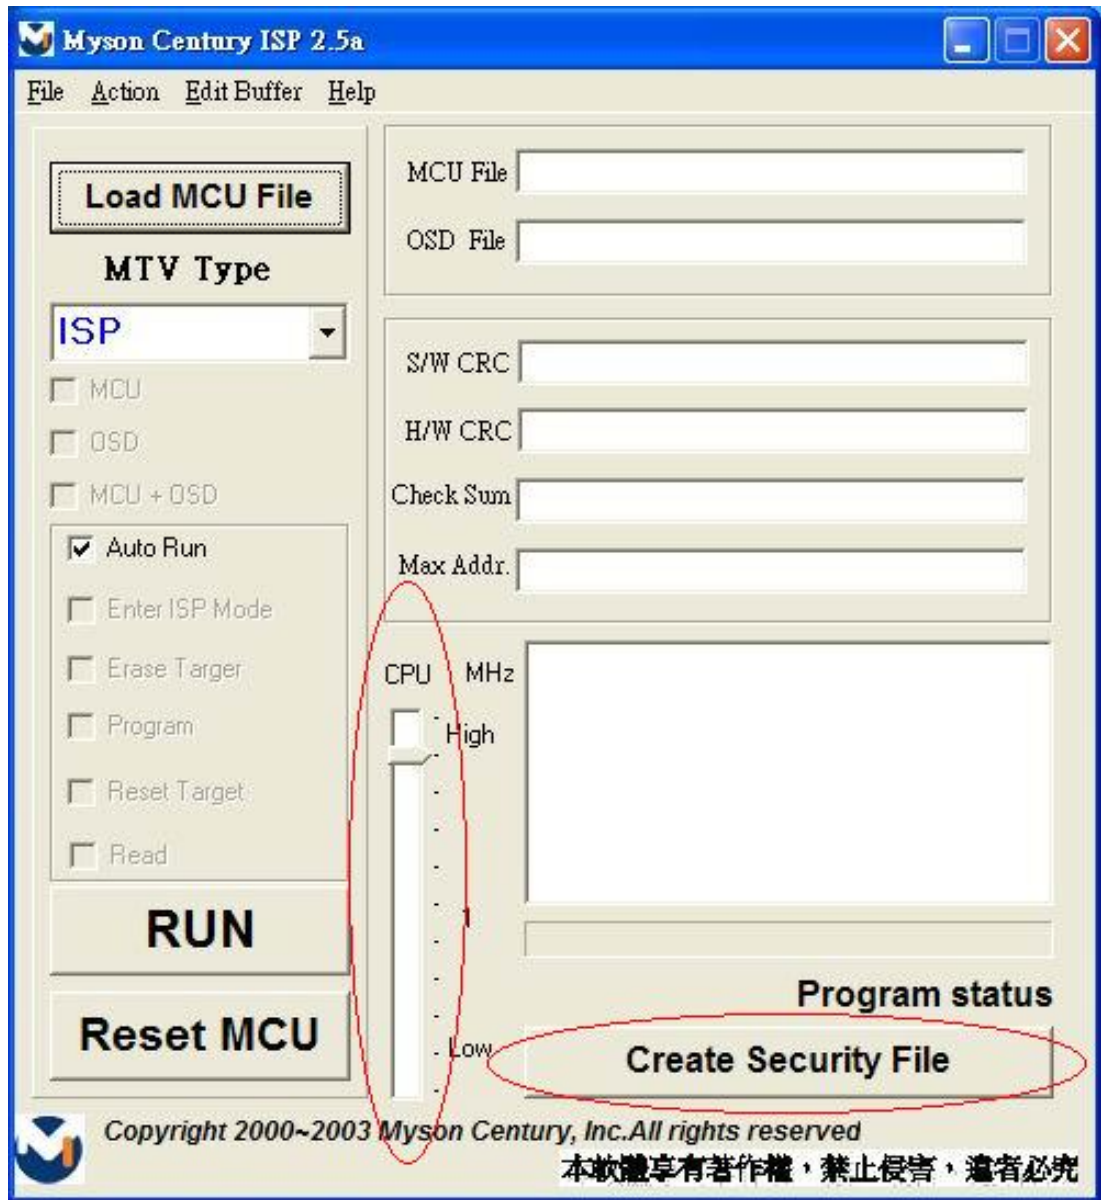 Myson Century ISP 2.5a
File Action Edit Buffer Help
Load MCU File
MTV Type
ISP
MCU
OSD
MCU + OSD
Auto Run
Enter ISP Mode
Erase Targer
Program
Reset Target
Read
RUN
Reset MCU
MCU File
OSD File
S/W CRC
H/W CRC
Check Sum
Max Addr.
CPU MHz
High
Low
Program status
Create Security File
Copyright 2000~2003 Myson Century, Inc.All rights reserved
本軟體享有著作權，禁止侵害，違者必究